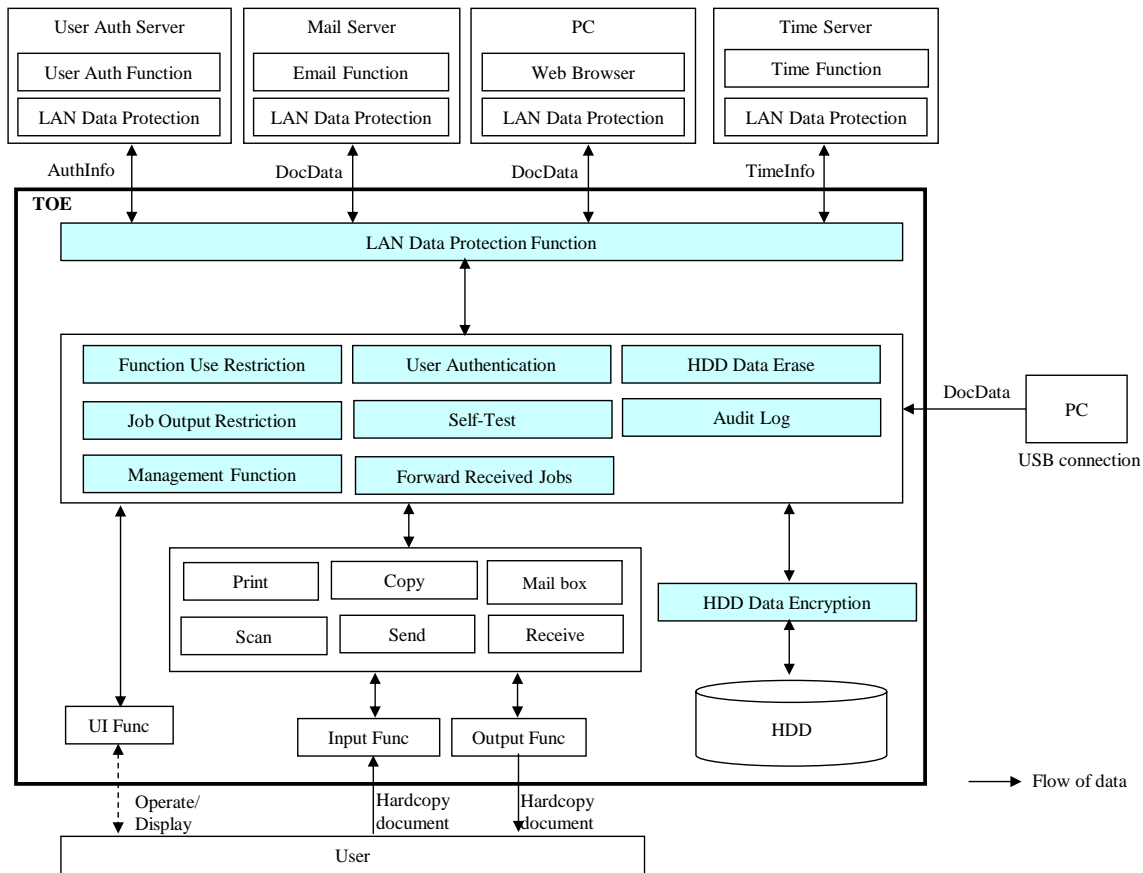 User Auth Server
User Auth Function
LAN Data Protection
Mail Server
Email Function
LAN Data Protection
PC
Web Browser
LAN Data Protection
Time Server
Time Function
LAN Data Protection
AuthInfo
DocData
DocData
TimeInfo
TOE
LAN Data Protection Function
Function Use Restriction
User Authentication
HDD Data Erase
Job Output Restriction
Self-Test
Audit Log
Management Function
Forward Received Jobs
DocData
PC
USB connection
Print
Copy
Mail box
Scan
Send
Receive
HDD Data Encryption
HDD
UI Func
Input Func
Output Func
Flow of data
Operate/
Display
Hardcopy
document
Hardcopy
document
User